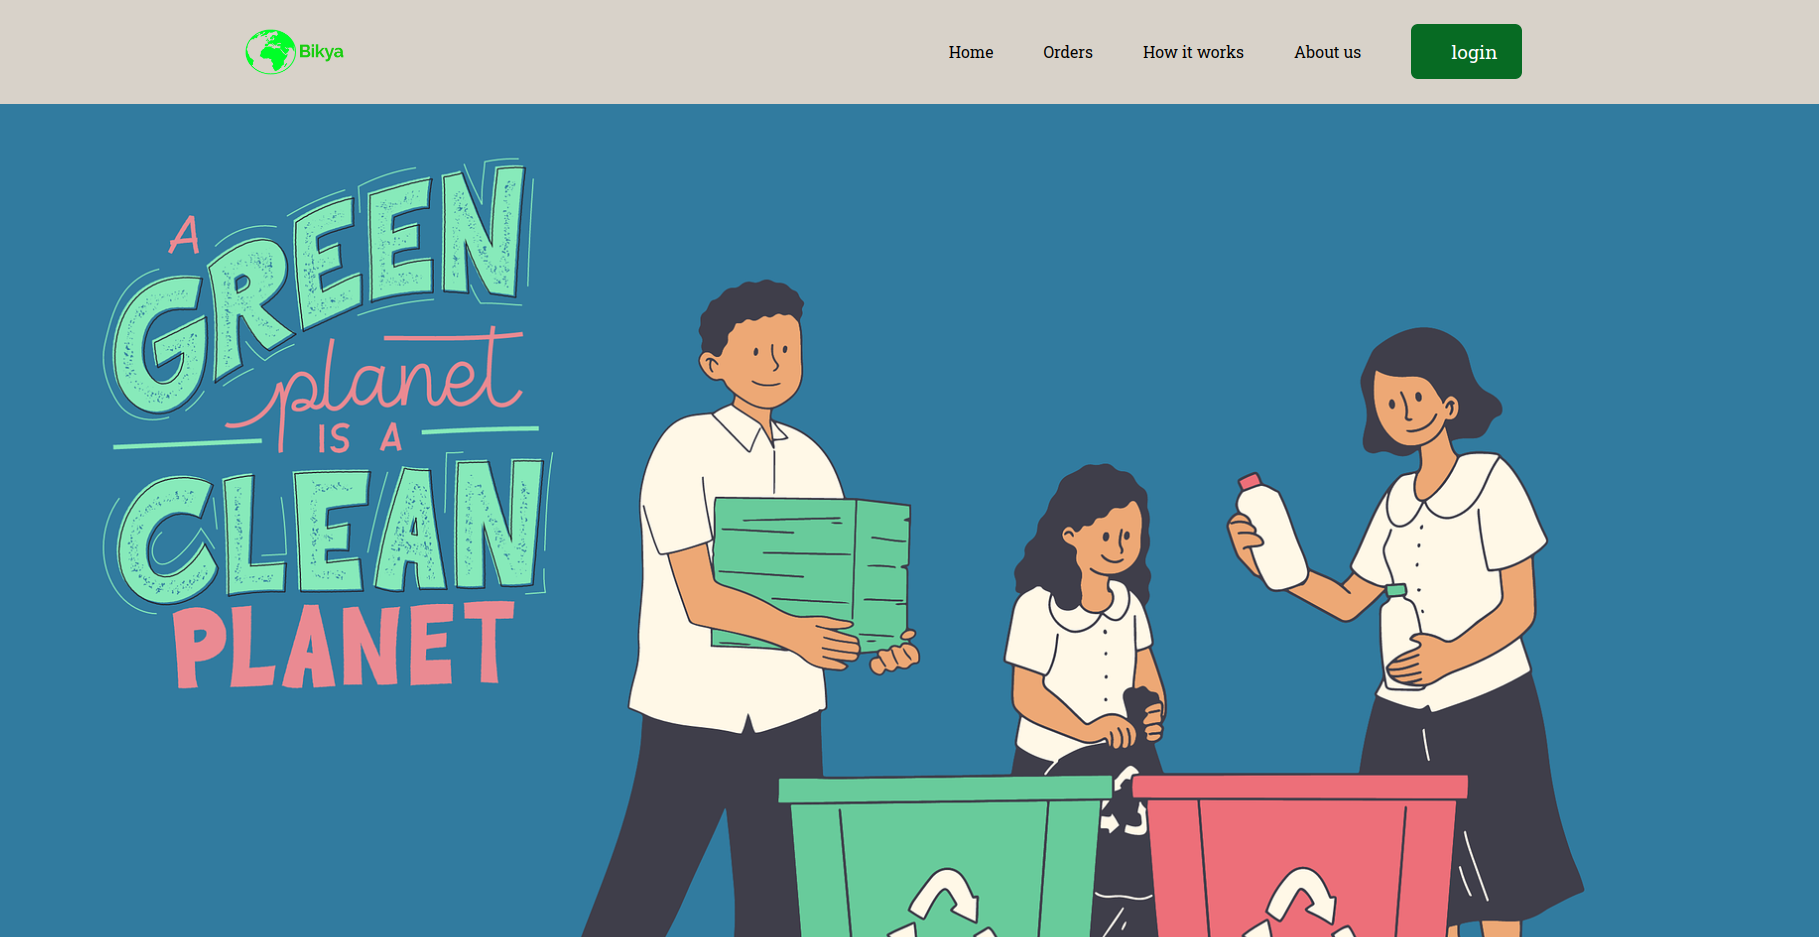 Bikya
Home Orders How it works About us login
A
GREEN
planet
IS A
CLEAN
PLANET